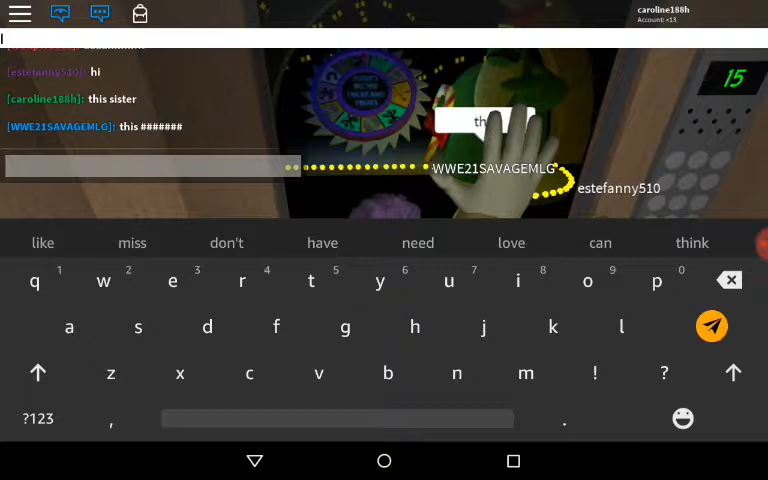 caroline188h
Account: <13
[estefanny510]: hi
[caroline188h]: this sister
[WWE21SAVAGEMLG]: this #######
15
th
WWE21SAVAGEMLG
estefanny510
like miss don't have need love can think
1 2 3 4 5 6 7 8 9 0
q w e r t y u i o p
a s d f g h j k l
z x c v b n m ! ?
?123 , .